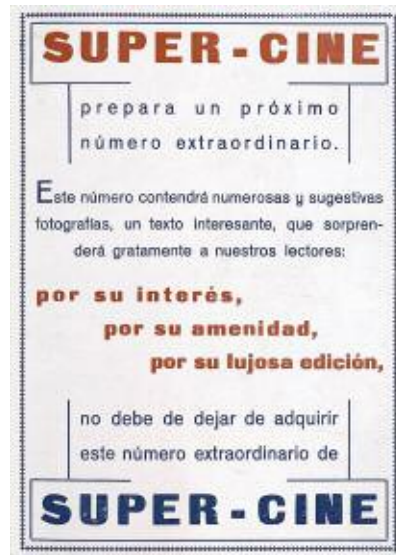 SUPER-CINE
prepara un próximo
número extraordinario.
Este número contendrá numerosas y sugestivas
fotografías, un texto interesante, que sorpren-
derá gratamente a nuestros lectores:
por su interés,
por su amenidad,
por su lujosa edición,
no debe de dejar de adquirir
este número extraordinario de
SUPER-CINE